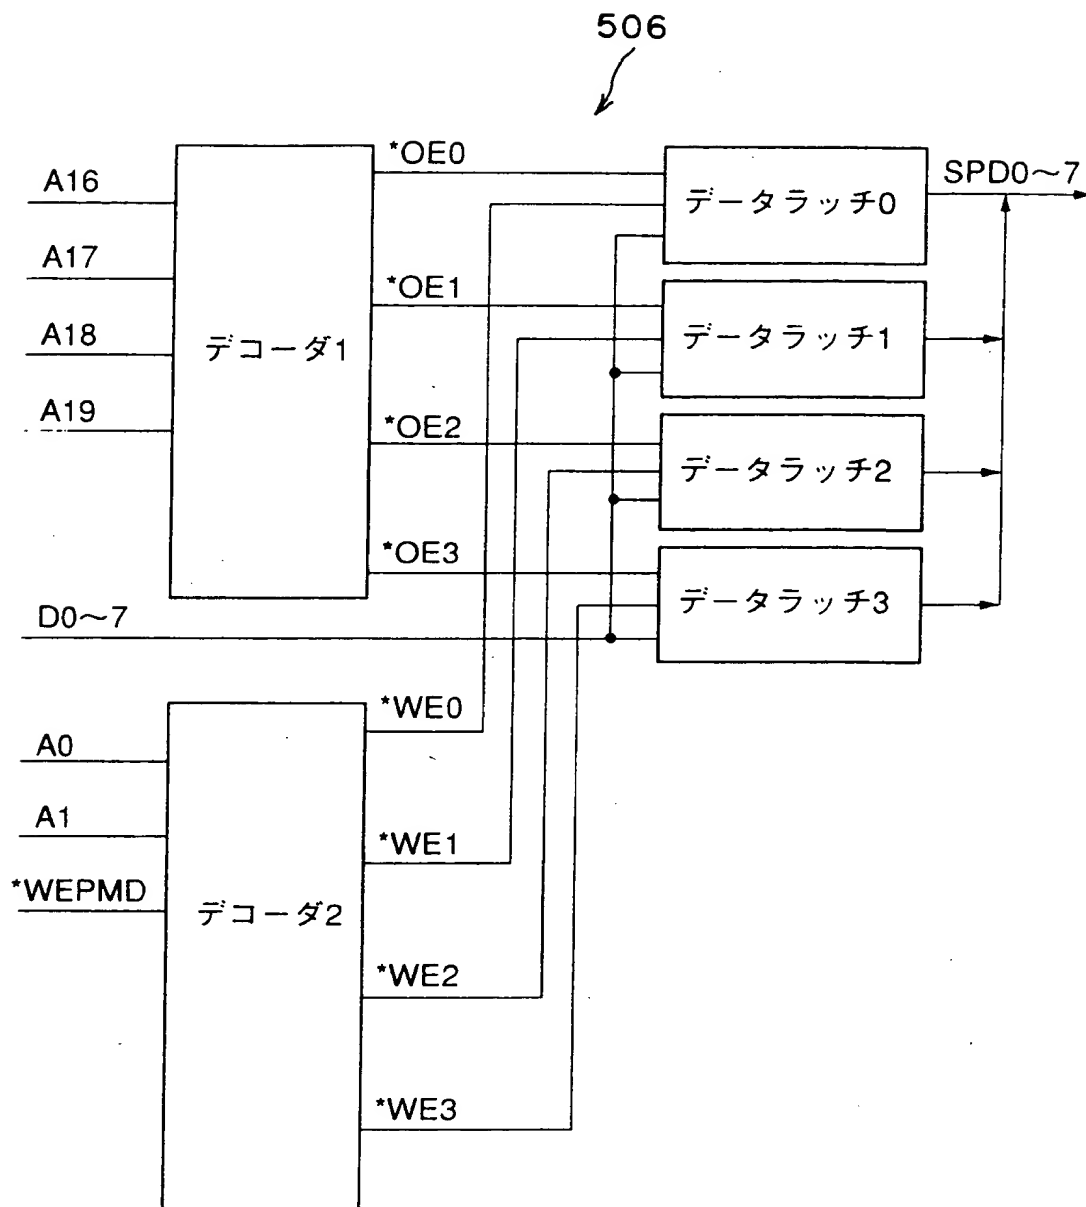 506
*OE0
A16
データラッチ0
SPD0～7
A17
*OE1
データラッチ1
A18
デコーダ1
A19
*OE2
データラッチ2
*OE3
データラッチ3
D0～7
*WE0
A0
A1
*WE1
*WEPMD
デコーダ2
*WE2
*WE3